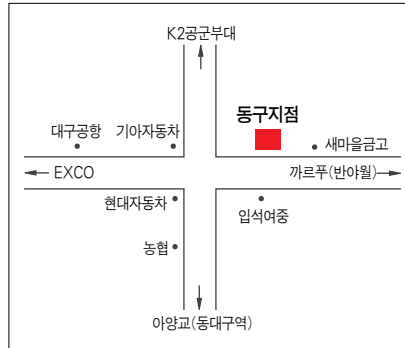 K2공군부대
동구지점
대구공항
기아자동차
새마을금고
EXCO
까르푸(반야월)
현대자동차
입석여중
농협
아양교(동대구역)